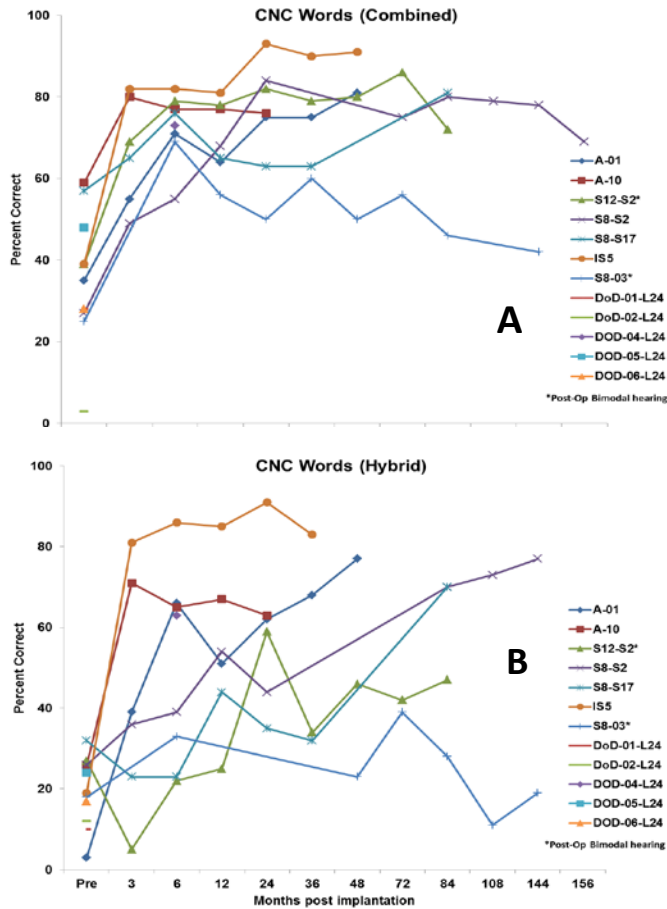 CNC Words (Combined)
100
80
60
40
20
0
Percent Correct
A-01
A-10
S12-S2*
S8-S2
S8-S17
IS5
S8-03*
DoD-01-L24
DoD-02-L24
DOD-04-L24
DOD-05-L24
DOD-06-L24
*Post-Op Bimodal hearing
A
CNC Words (Hybrid)
100
80
60
40
20
0
Percent Correct
A-01
A-10
S12-S2*
S8-S2
S8-S17
IS5
S8-03*
DoD-01-L24
DoD-02-L24
DOD-04-L24
DOD-05-L24
DOD-06-L24
*Post-Op Bimodal hearing
B
Pre 3 6 12 24 36 48 72 84 108 144 156
Months post implantation